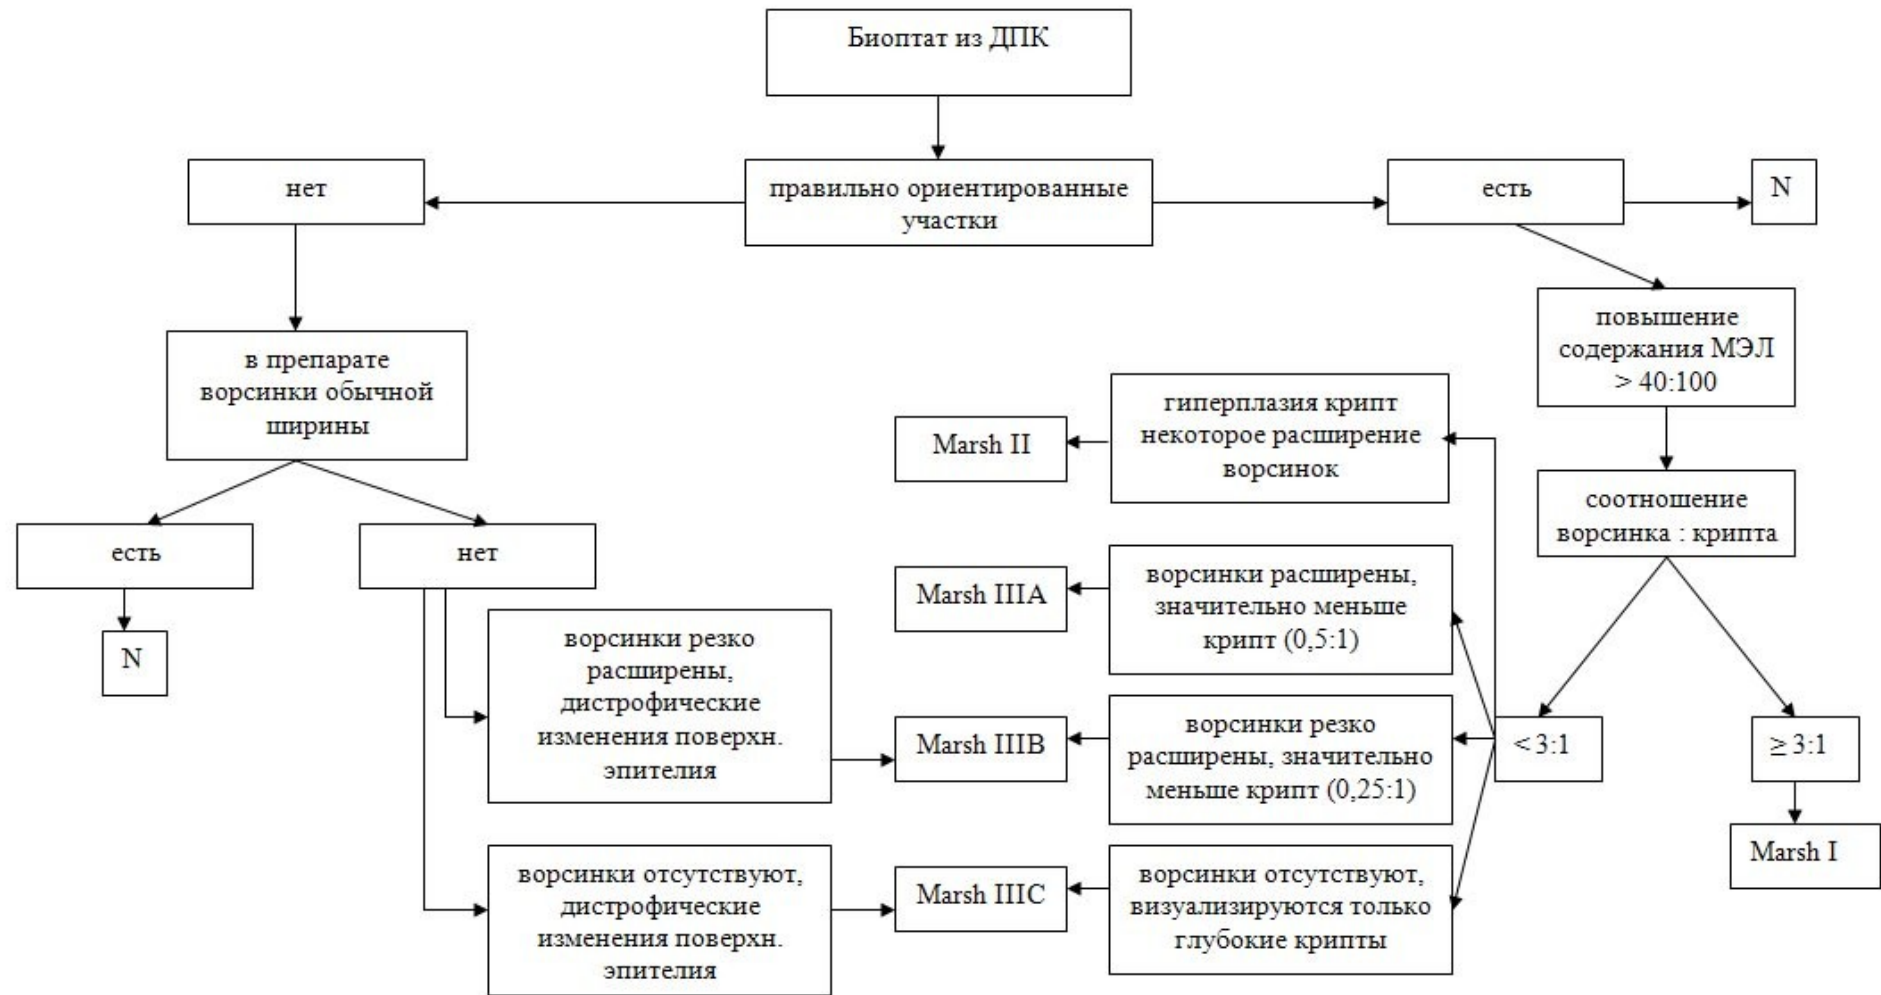 Биоптат из ДПК
нет
правильно ориентированные
участки
есть
N
в препарате
ворсинки обычной
ширины
повышение
содержания МЭЛ
> 40:100
Marsh II
гиперплазия крипт
некоторое расширение
ворсинок
соотношение
ворсинка : крипта
есть
нет
N
Marsh IIIA
ворсинки расширены,
значительно меньше
крипт (0,5:1)
ворсинки резко
расширены,
дистрофические
изменения поверхн.
эпителия
Marsh IIIB
ворсинки резко
расширены, значительно
меньше крипт (0,25:1)
< 3:1
≥ 3:1
Marsh I
ворсинки отсутствуют,
дистрофические
изменения поверхн.
эпителия
Marsh IIIC
ворсинки отсутствуют,
визуализируются только
глубокие крипты